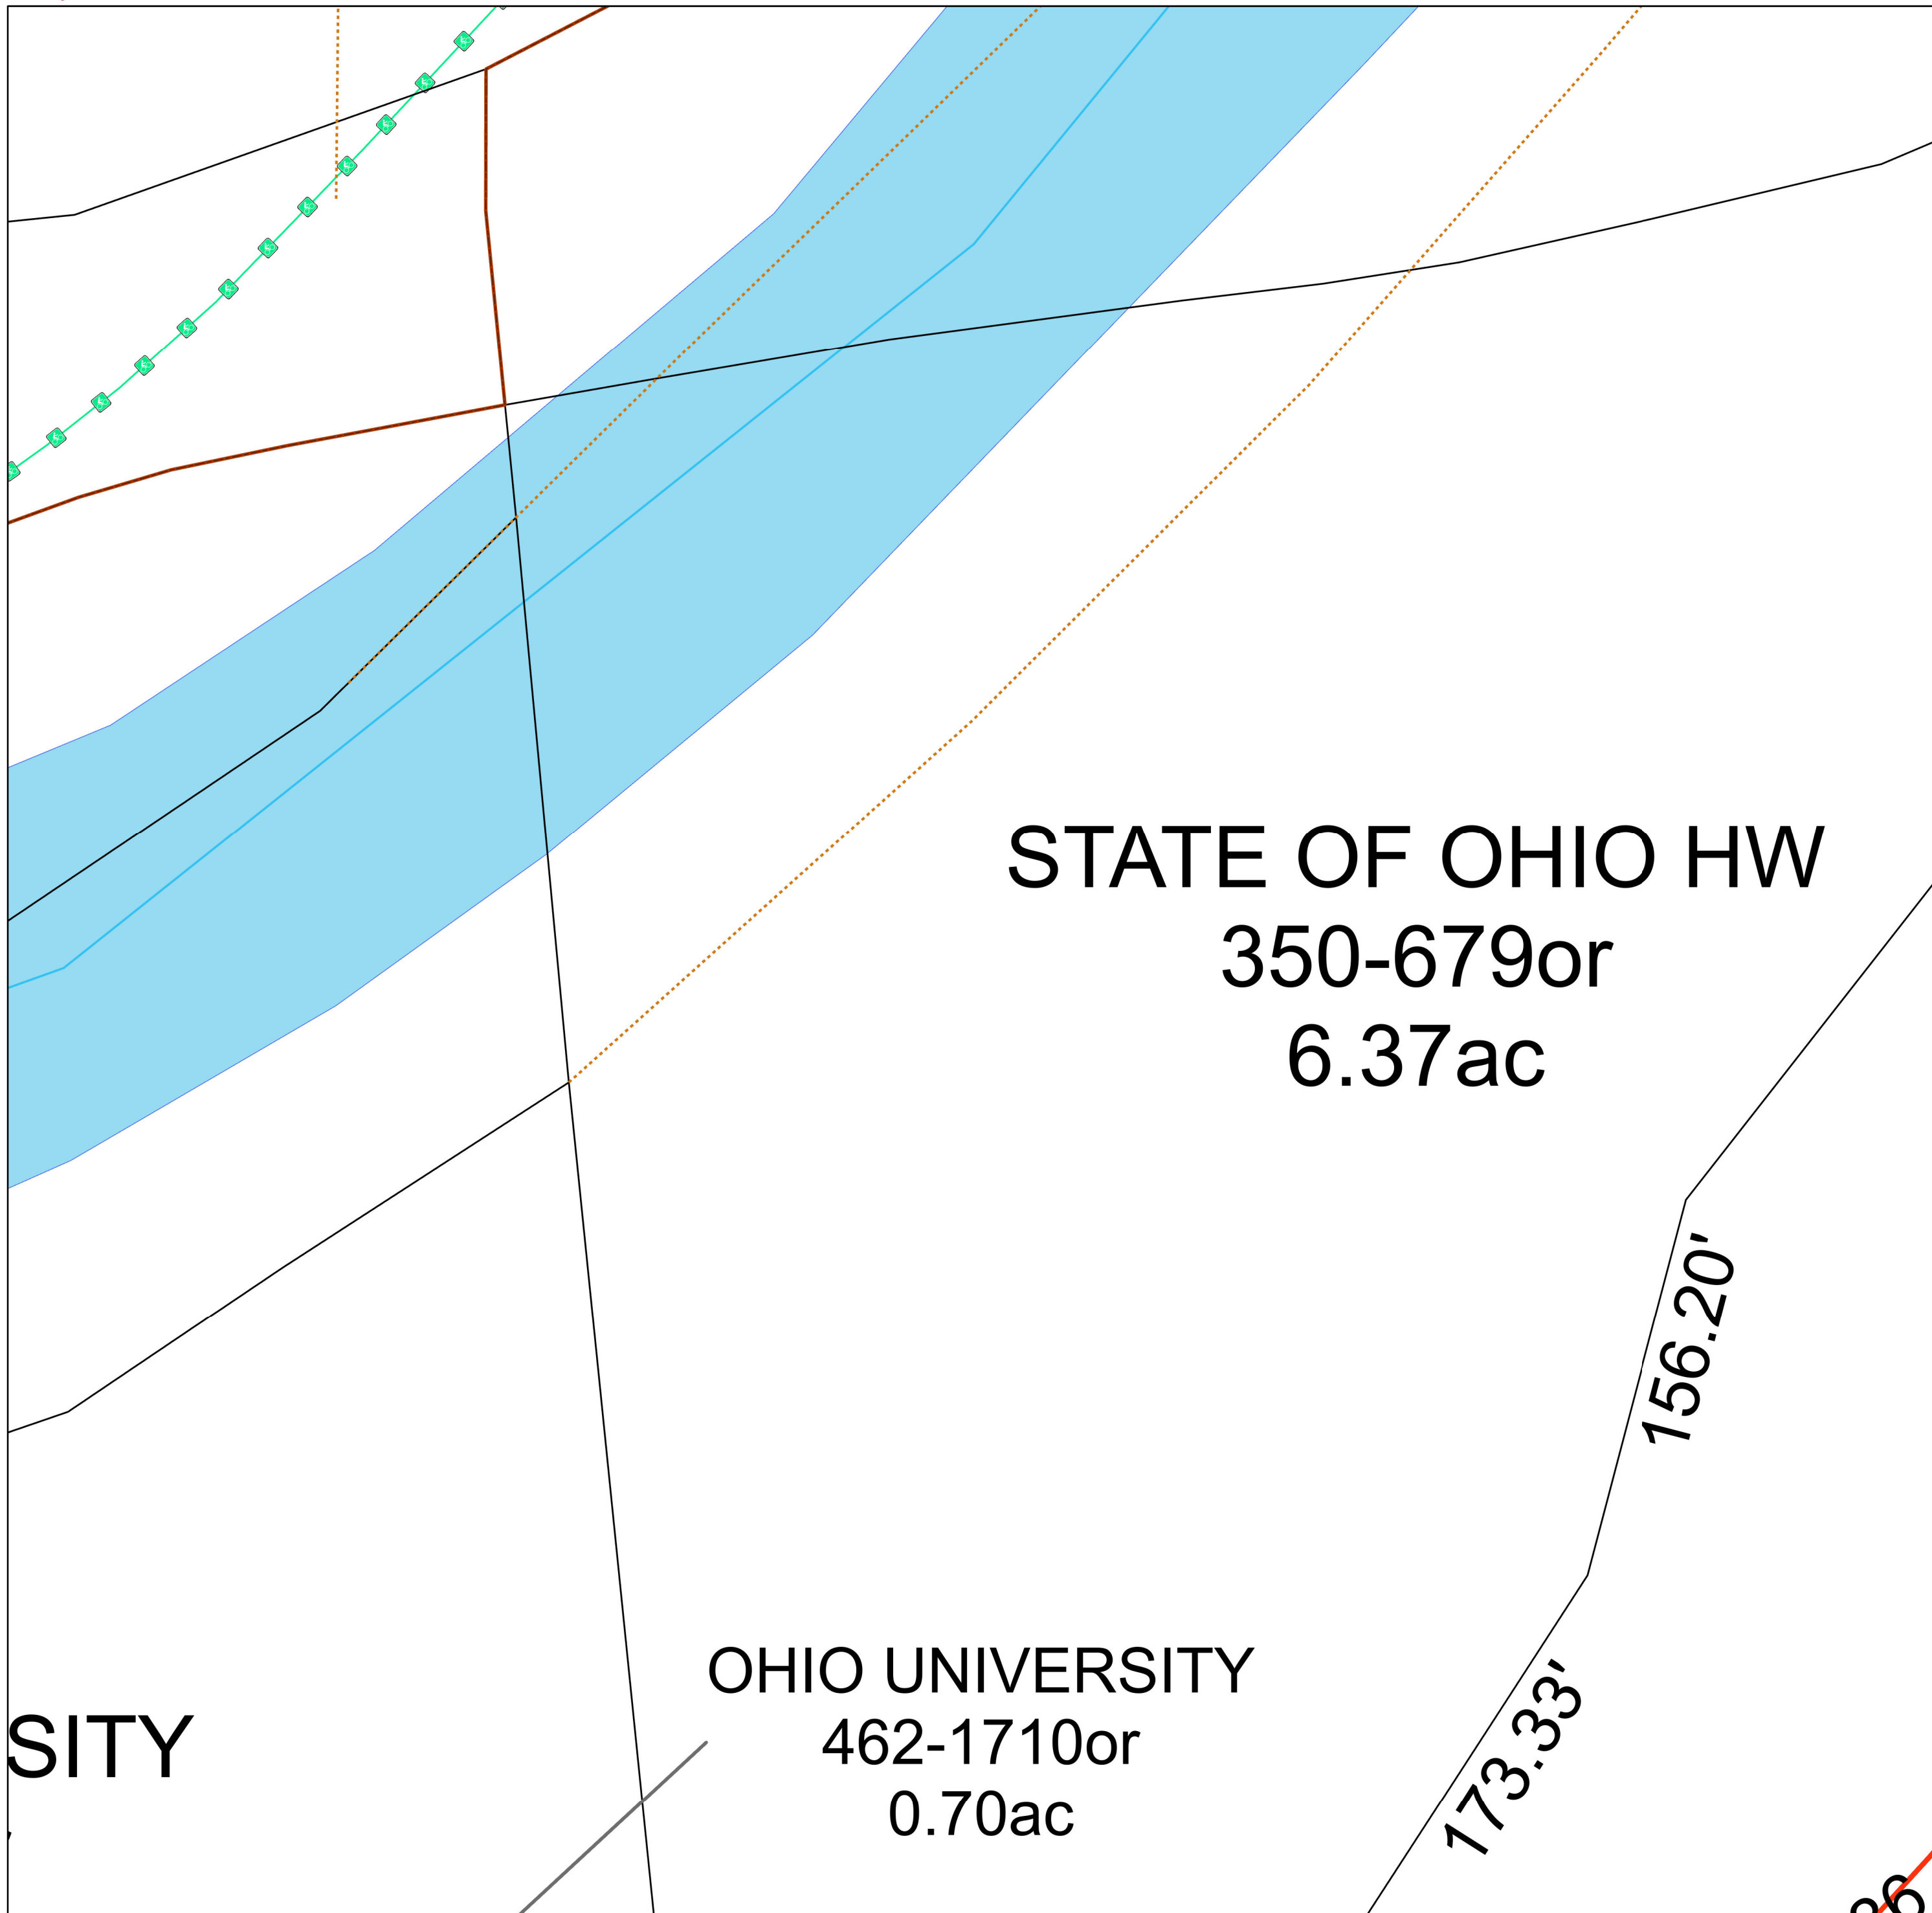 STATE OF OHIO HW
350-679or
6.37ac
156.20'
OHIO UNIVERSITY
462-1710or
0.70ac
173.33'
SITY